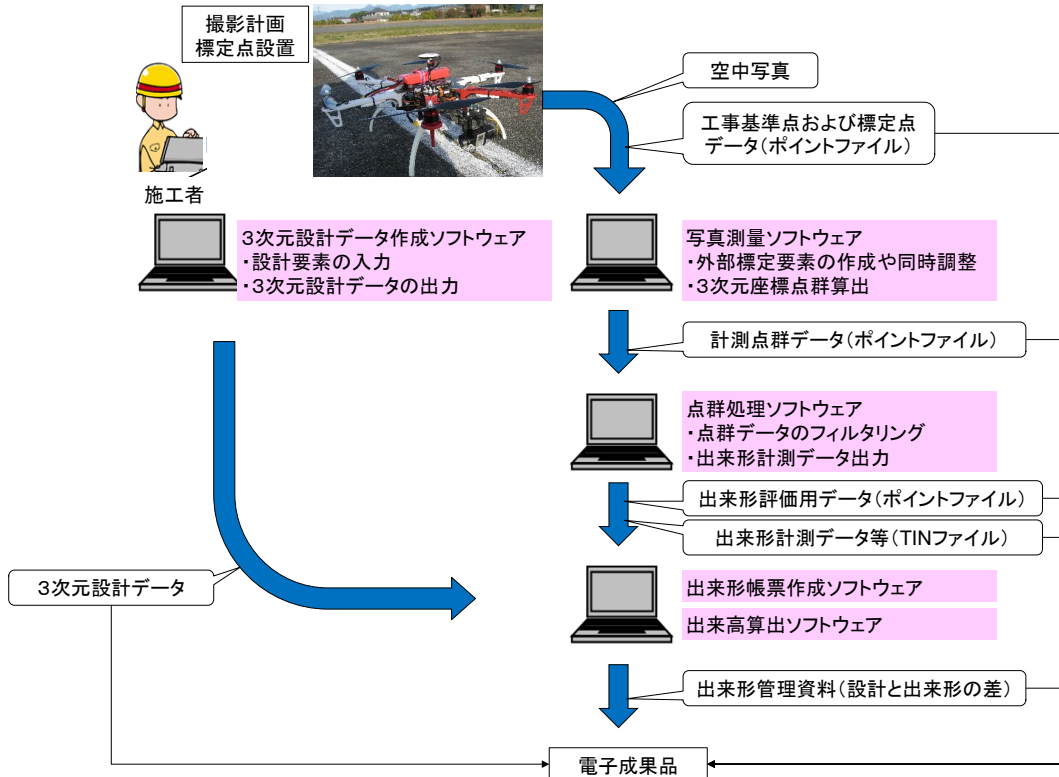 撮影計画
標定点設置
空中写真
工事基準点および標定点
データ(ポイントファイル)
施工者
3次元設計データ作成ソフトウェア
・設計要素の入力
・3次元設計データの出力
写真測量ソフトウェア
・外部標定要素の作成や同時調整
・3次元座標点群算出
計測点群データ(ポイントファイル)
点群処理ソフトウェア
・点群データのフィルタリング
・出来形計測データ出力
出来形評価用データ(ポイントファイル)
出来形計測データ等(TINファイル)
3次元設計データ
出来形帳票作成ソフトウェア
出来高算出ソフトウェア
出来形管理資料(設計と出来形の差)
電子成果品